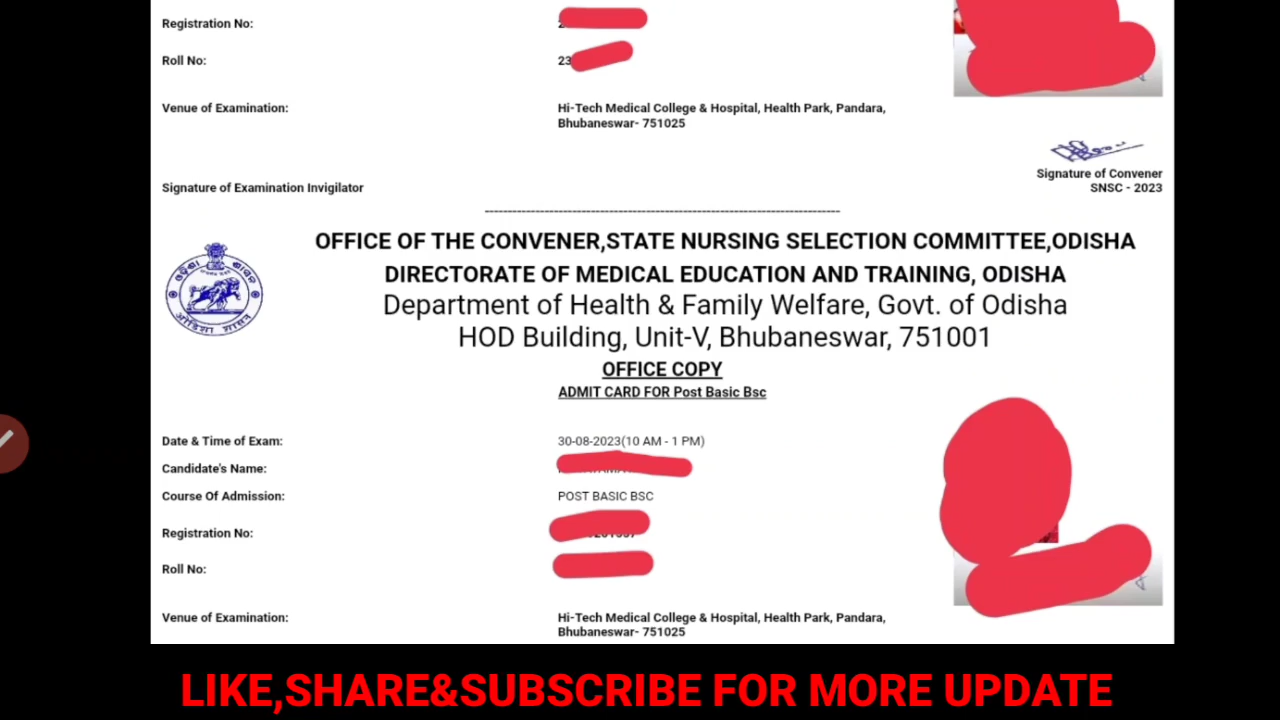 Registration No:
Roll No:
23
Venue of Examination:
Hi-Tech Medical College & Hospital, Health Park, Pandara,
Bhubaneswar- 751025
Signature of Convener
SNSC - 2023
Signature of Examination Invigilator
OFFICE OF THE CONVENER,STATE NURSING SELECTION COMMITTEE,ODISHA
DIRECTORATE OF MEDICAL EDUCATION AND TRAINING, ODISHA
Department of Health & Family Welfare, Govt. of Odisha
HOD Building, Unit-V, Bhubaneswar, 751001
OFFICE COPY
ADMIT CARD FOR Post Basic Bsc
Date & Time of Exam:
30-08-2023(10 AM - 1 PM)
Candidate's Name:
Course Of Admission:
POST BASIC BSC
Registration No:
Roll No:
Venue of Examination:
Hi-Tech Medical College & Hospital, Health Park, Pandara,
Bhubaneswar- 751025
LIKE,SHARE&SUBSCRIBE FOR MORE UPDATE